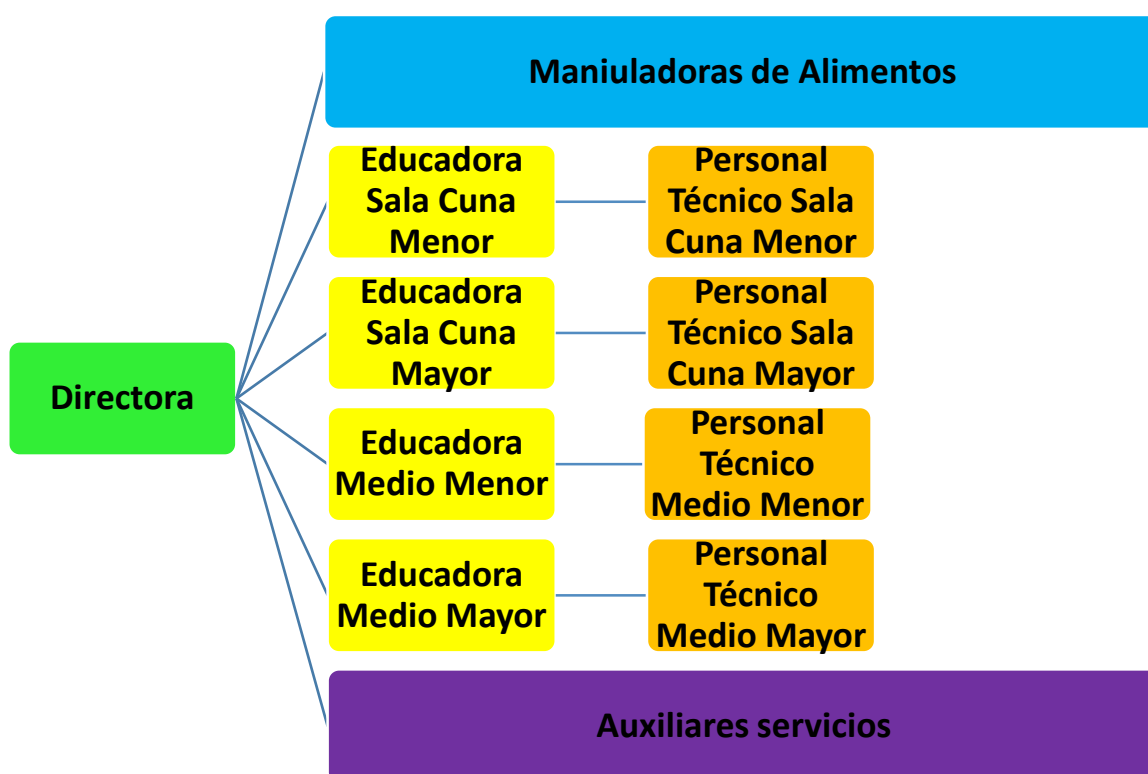 Maniuladoras de Alimentos
Educadora
Sala Cuna
Menor
Personal
Técnico Sala
Cuna Menor
Educadora
Sala Cuna
Mayor
Personal
Técnico Sala
Cuna Mayor
Directora
Educadora
Medio Menor
Personal
Técnico
Medio Menor
Educadora
Medio Mayor
Personal
Técnico
Medio Mayor
Auxiliares servicios